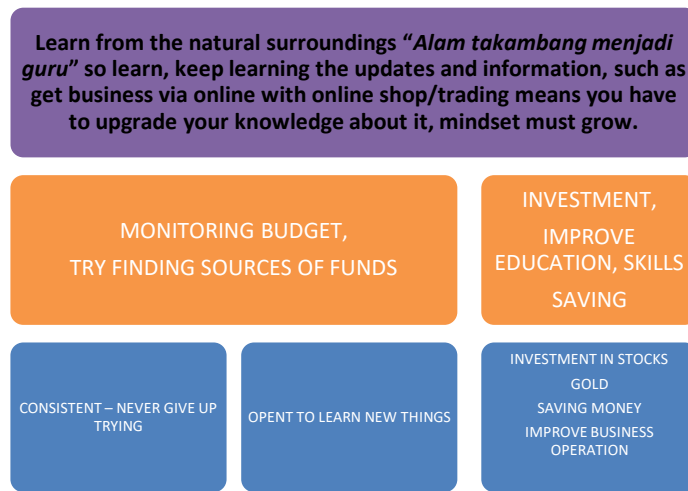 Learn from the natural surroundings “Alam takambang menjadi
guru” so learn, keep learning the updates and information, such as
get business via online with online shop/trading means you have
to upgrade your knowledge about it, mindset must grow.
MONITORING BUDGET,
TRY FINDING SOURCES OF FUNDS
INVESTMENT,
IMPROVE
EDUCATION, SKILLS
SAVING
CONSISTENT – NEVER GIVE UP
TRYING
OPENT TO LEARN NEW THINGS
INVESTMENT IN STOCKS
GOLD
SAVING MONEY
IMPROVE BUSINESS
OPERATION